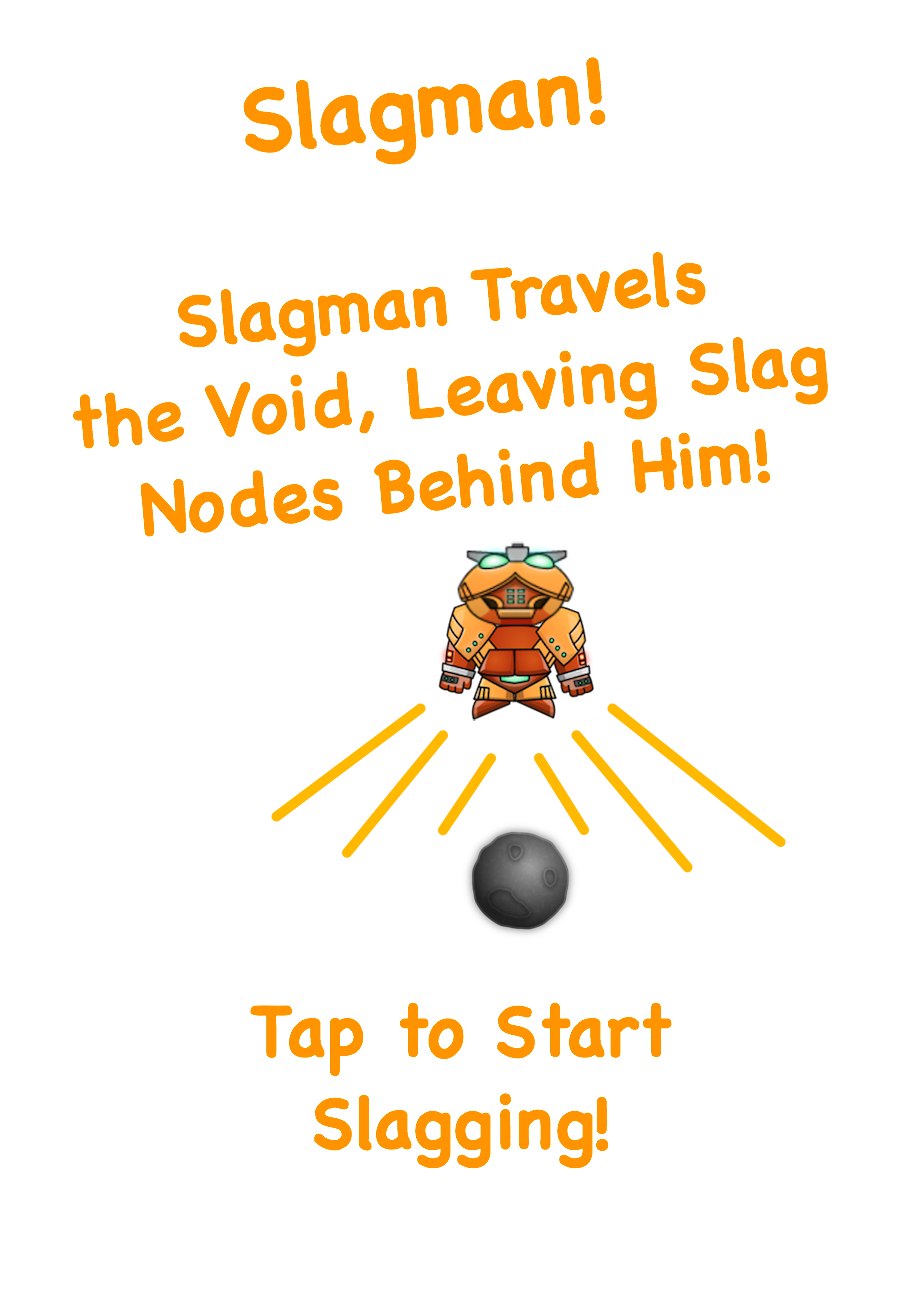 Slagman!
Slagman Travels
the Void, Leaving Slag
Nodes Behind Him!
Tap to Start
Slagging!